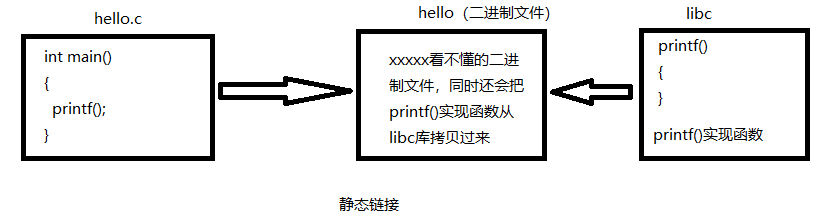 hello.c
int main()
{
printf();
}
hello（二进制文件）
xxxxx看不懂的二进
制文件，同时还会把
printf()实现函数从
libc库拷贝过来
libc
printf()
{
}
printf()实现函数
静态链接